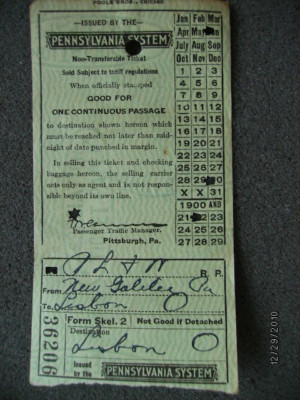 POOLE BROS., CHICAGO
ISSUED BY THE
PENNSYLVANIA SYSTEM
Non-Transferable Ticket
Sold Subject to tariff regulations
When officially stamped
GOOD FOR
ONE CONTINUOUS PASSAGE
to destination shown hereon which
must be reached not later than mid-
night of date punched in margin.
In selling this ticket and checking
baggage hereon, the selling carrier
acts only as agent and is not respon-
sible beyond its own line.
Passenger Traffic Manager,
Pittsburgh, Pa.
Jan Feb Mar
Apr May
July Aug
Oct Nov Dec
1 2 3
4 5 6
7 8 9
10 11 12
13 14 15
16 17 18
19 20 21
22 23 24
25 26 27
28 29
X X 31
1900 AND
21 23
24 25 26
27 28 29
P L & W R. R.
From New Galilee Pa
To Lisbon O
Form Skel. 2 Not Good if Detached
Destination
Lisbon O
Issued by the PENNSYLVANIA SYSTEM
36206
12/29/2010